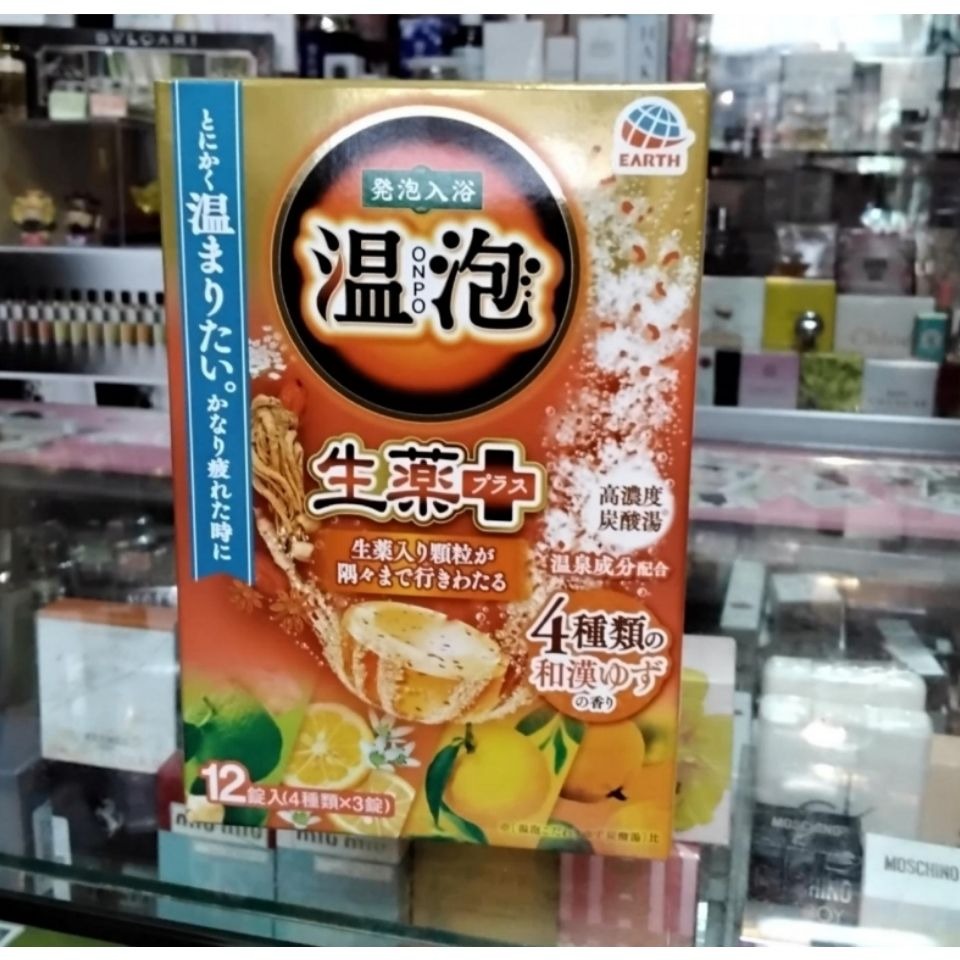 BVLGARI
EARTH
とにかく温まりたい。かなり疲れた時に
発泡入浴
温泡
ONPO
生薬
プラス
生薬入り顆粒が
隅々まで行きわたる
高濃度
炭酸湯
温泉成分配合
4種類の
和漢ゆず
の香り
12錠入(4種類×3錠)
MOSCHINO
MOSCHINO